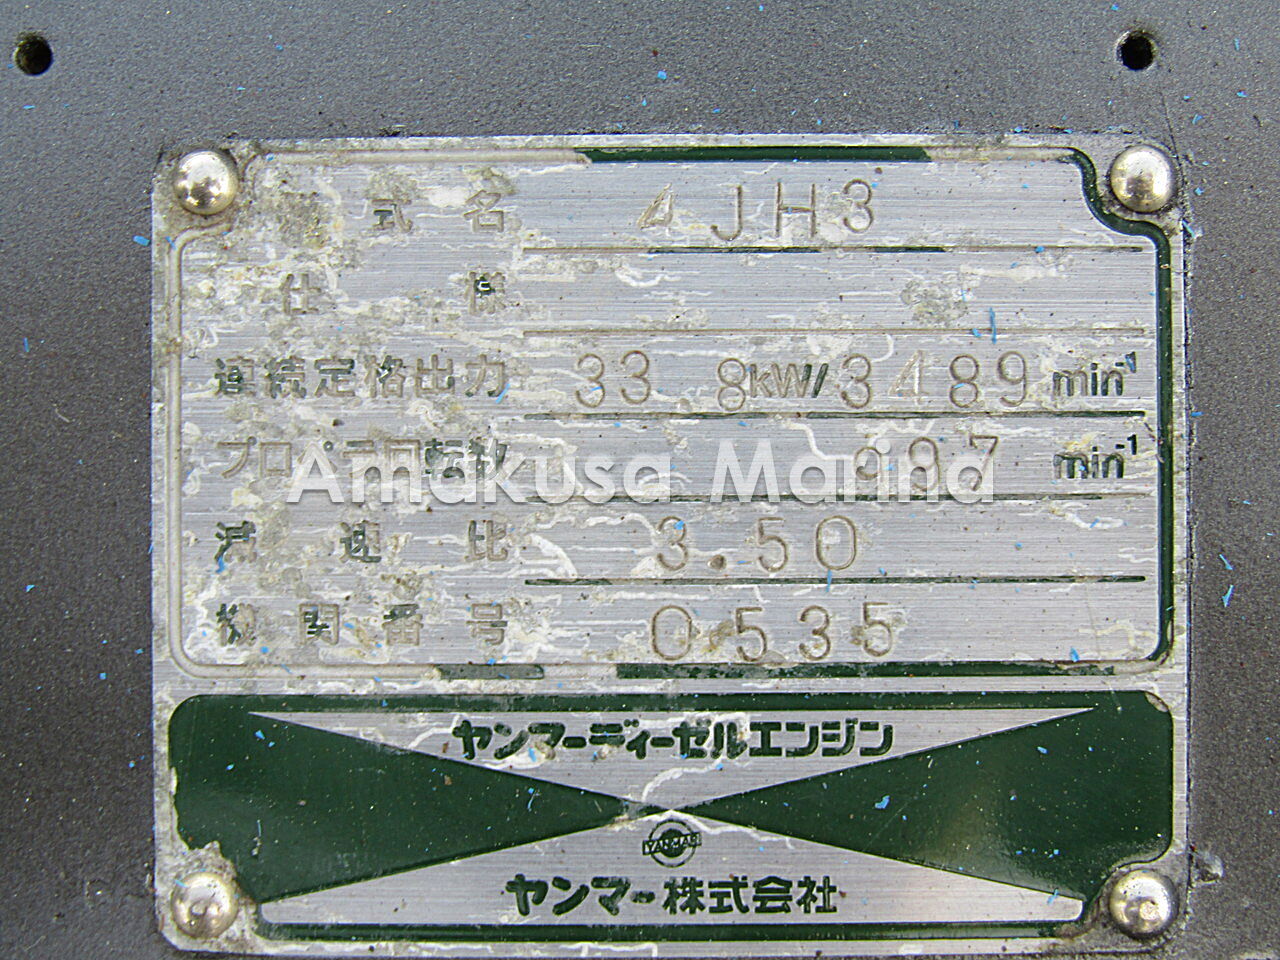 式名 4JH3
仕様
連続定格出力 33.8kW/3489 min-1
プロペラ回転数 997 min-1
Amakusa Marina
減速比 3.50
機関番号 0535
ヤンマーディーゼルエンジン
YANMAR
ヤンマー株式会社